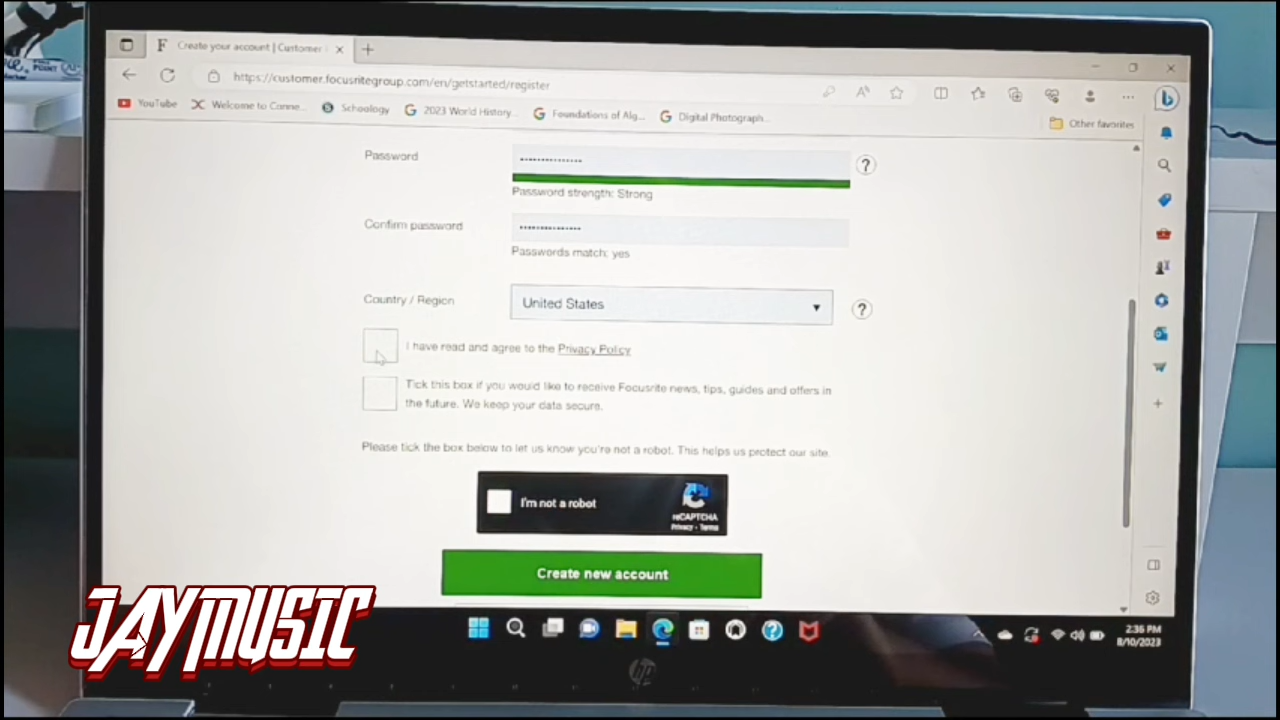 Create your account | Customer
https://customer.focusritegroup.com/en/getstarted/register
YouTube
Welcome to Conne...
Schoology
2023 World History...
Foundations of Alg...
Digital Photograph...
Other favorites
Password
Password strength: Strong
Confirm password
Passwords match: yes
Country / Region
United States
I have read and agree to the Privacy Policy
Tick this box if you would like to receive Focusrite news, tips, guides and offers in
the future. We keep your data secure.
Please tick the box below to let us know you're not a robot. This helps us protect our site.
I'm not a robot
reCAPTCHA
Privacy - Terms
Create new account
JAYMUSIC
2:36 PM
8/10/2023
hp